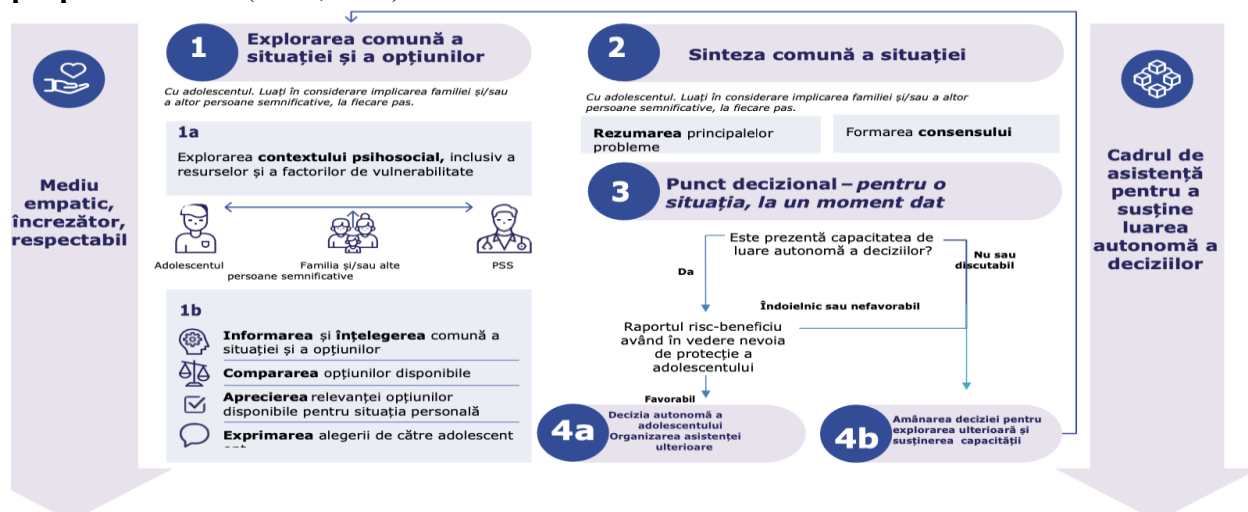 1
Explorarea comună a
situației și a opțiunilor
Cu adolescentul. Luați în considerare implicarea familiei și/sau
a altor persoane semnificative, la fiecare pas.
1a
Explorarea contextului psihosocial, inclusiv a
resurselor și a factorilor de vulnerabilitate
Adolescentul
Familia și/sau alte
persoane semnificative
PSS
1b
Informarea și înțelegerea comună a
situației și a opțiunilor
Compararea opțiunilor disponibile
Aprecierea relevanței opțiunilor
disponibile pentru situația personală
Exprimarea alegerii de către adolescent
2
Sinteza comună a situației
Cu adolescentul. Luați în considerare implicarea familiei și/sau
a altor persoane semnificative, la fiecare pas.
Rezumarea principalelor
probleme
Formarea consensului
3
Punct decizional – pentru o
situația, la un moment dat
Este prezentă capacitatea de
luare autonomă a deciziilor?
Da
Nu sau
discutabil
Îndoielnic sau nefavorabil
Raportul risc-beneficiu
având în vedere nevoia
de protecție a
adolescentului
Favorabil
4a
Decizia autonomă a
adolescentului
Organizarea asistenței
ulterioare
4b
Amânarea deciziei pentru
explorarea ulterioară și
susținerea capacității
Mediu
empatic,
încrezător,
respectabil
Cadrul de
asistență
pentru a
susține
luarea
autonomă a
deciziilor